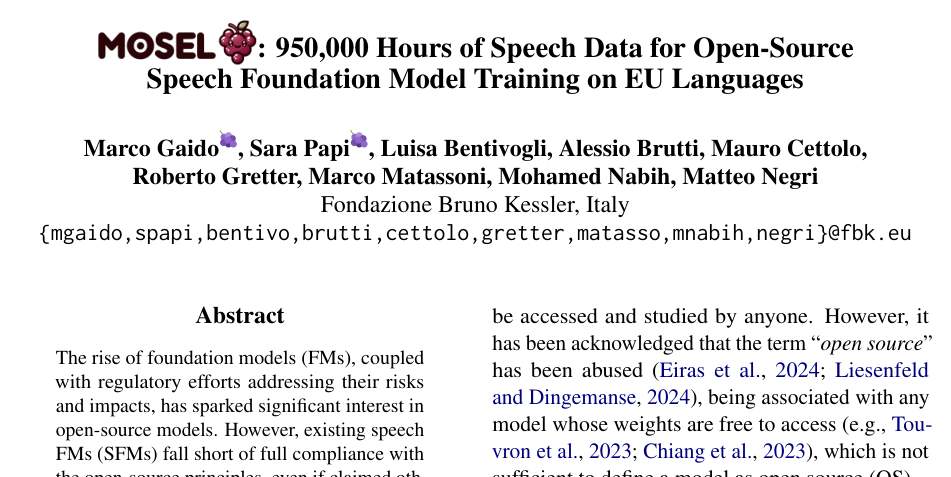 MOSEL: 950,000 Hours of Speech Data for Open-Source
Speech Foundation Model Training on EU Languages
Marco Gaido, Sara Papi, Luisa Bentivogli, Alessio Brutti, Mauro Cettolo,
Roberto Gretter, Marco Matassoni, Mohamed Nabih, Matteo Negri
Fondazione Bruno Kessler, Italy
{mgaido,spapi,bentivo,brutti,cettolo,gretter,matasso,mnabih,negri}@fbk.eu
Abstract
The rise of foundation models (FMs), coupled
with regulatory efforts addressing their risks
and impacts, has sparked significant interest in
open-source models. However, existing speech
FMs (SFMs) fall short of full compliance with
the open-source principles, even if claimed oth-
be accessed and studied by anyone. However, it
has been acknowledged that the term “open source”
has been abused (Eiras et al., 2024; Liesenfeld
and Dingemanse, 2024), being associated with any
model whose weights are free to access (e.g., Tou-
vron et al., 2023; Chiang et al., 2023), which is not
sufficient to define a model as open source (OS).